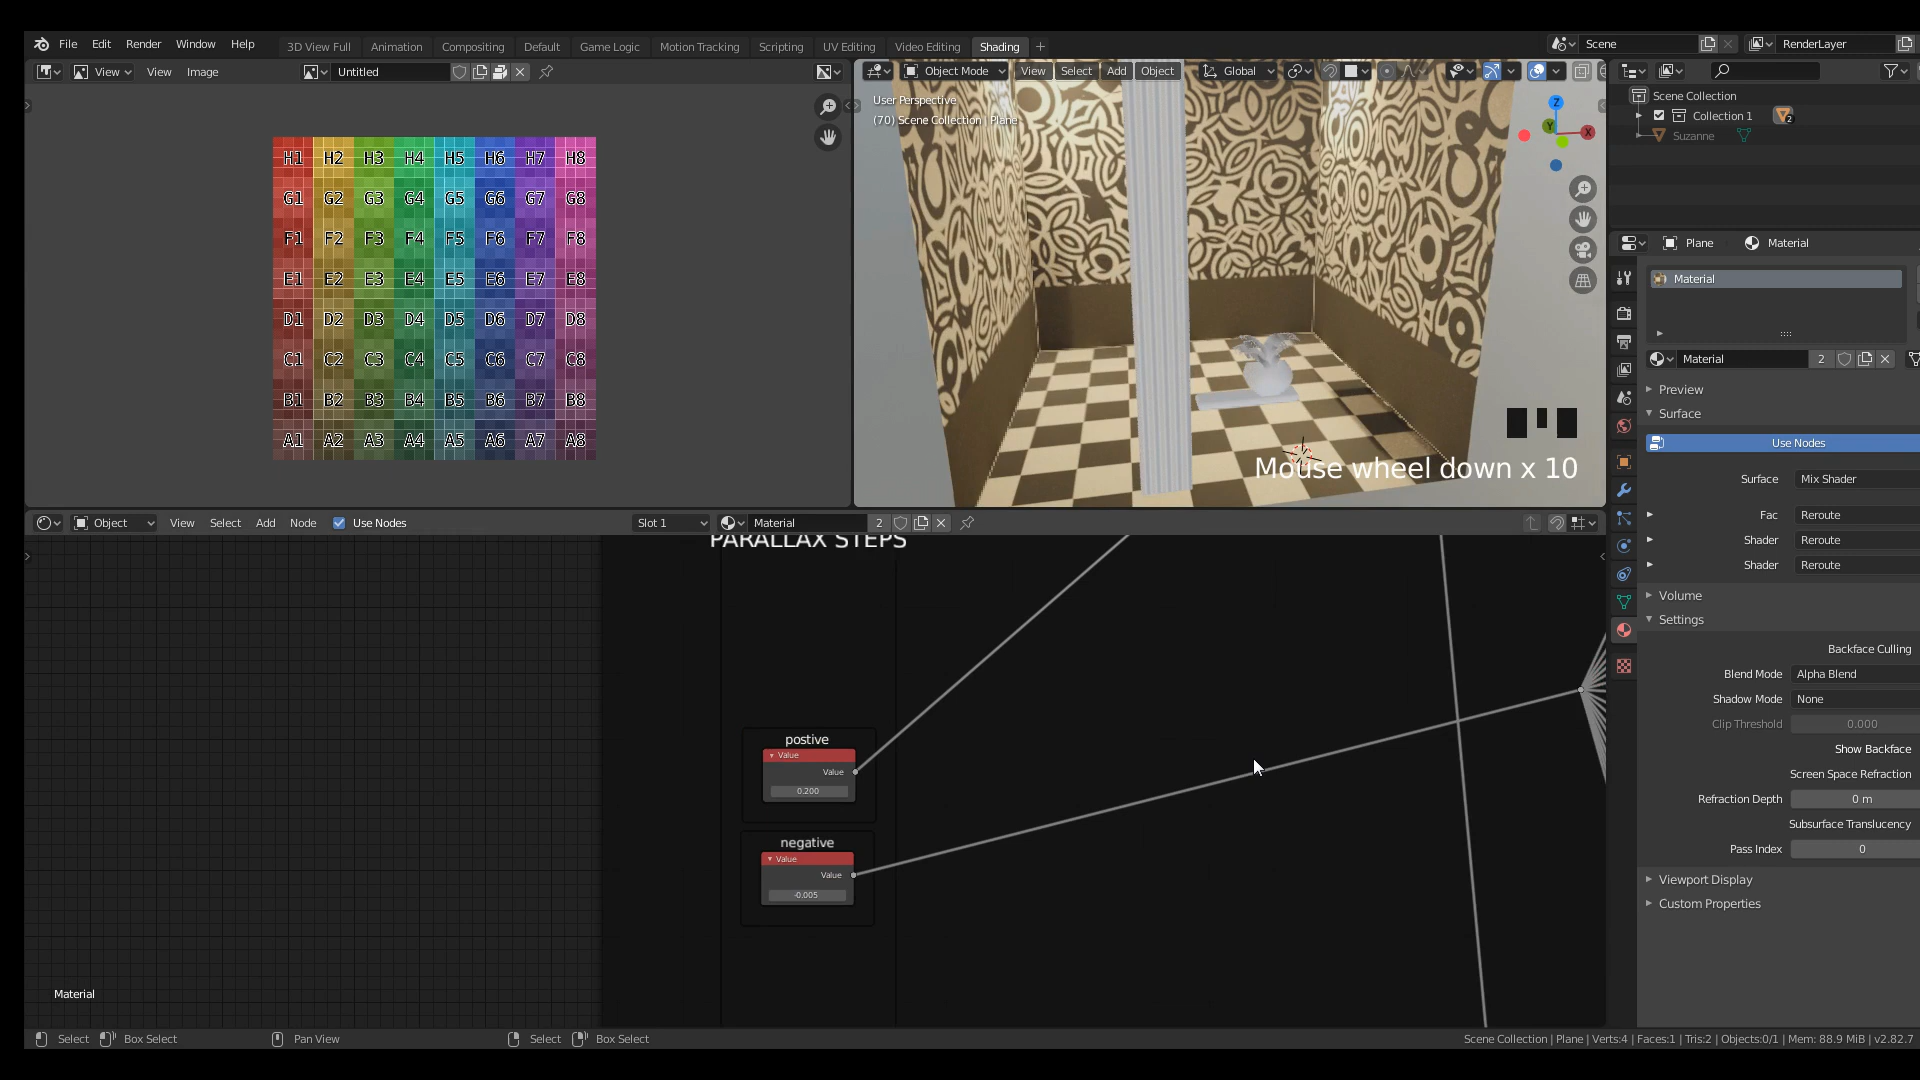 File Edit Render Window Help 3D View Full Animation Compositing Default Game Logic Motion Tracking Scripting UV Editing Video Editing Shading Scene RenderLayer
View View Image Untitled
Object Mode View Select Add Object Global
User Perspective
(70) Scene Collection | Plane
Z
Y
X
Scene Collection
Collection 1
2
Suzanne
H1 H2 H3 H4 H5 H6 H7 H8
G1 G2 G3 G4 G5 G6 G7 G8
F1 F2 F3 F4 F5 F6 F7 F8
E1 E2 E3 E4 E5 E6 E7 E8
D1 D2 D3 D4 D5 D6 D7 D8
C1 C2 C3 C4 C5 C6 C7 C8
B1 B2 B3 B4 B5 B6 B7 B8
A1 A2 A3 A4 A5 A6 A7 A8
Mouse wheel down x 10
Plane Material
Material
Material 2
Preview
Surface
Use Nodes
Surface Mix Shader
Fac Reroute
Shader Reroute
Shader Reroute
Volume
Settings
Backface Culling
Blend Mode Alpha Blend
Shadow Mode None
Clip Threshold 0.000
Show Backface
Screen Space Refraction
Refraction Depth 0 m
Subsurface Translucency
Pass Index 0
Viewport Display
Custom Properties
Object View Select Add Node Use Nodes Slot 1 Material 2
PARALLAX STEPS
postive
Value
Value
0.200
negative
Value
Value
-0.005
Material
Select Box Select Pan View Select Box Select Scene Collection | Plane | Verts:4 | Faces:1 | Tris:2 | Objects:0/1 | Mem: 88.9 MiB | v2.82.7